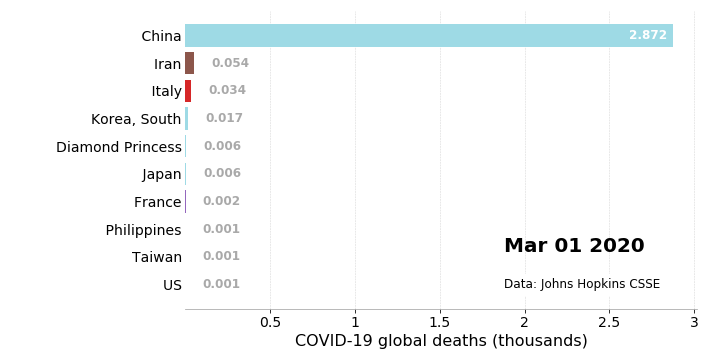 China 2.872
Iran 0.054
Italy 0.034
Korea, South 0.017
Diamond Princess 0.006
Japan 0.006
France 0.002
Philippines 0.001
Taiwan 0.001
US 0.001
Mar 01 2020
Data: Johns Hopkins CSSE
0.5 1 1.5 2 2.5 3
COVID-19 global deaths (thousands)